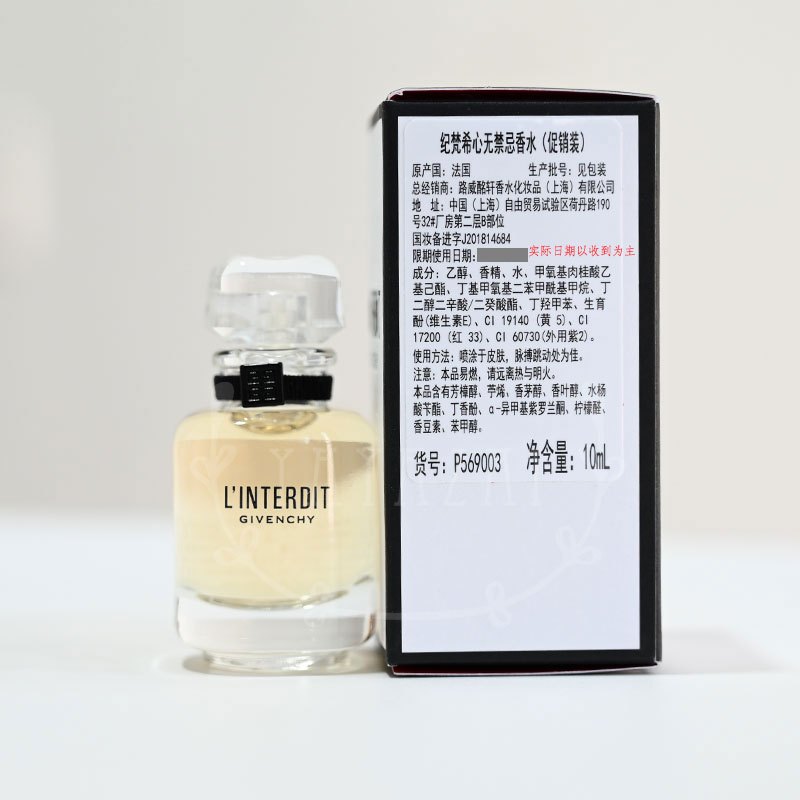 纪梵希心无禁忌香水（促销装）
原产国：法国 生产批号：见包装
总经销商：路威酩轩香水化妆品（上海）有限公司
地 址：中国（上海）自由贸易试验区荷丹路190
号32#厂房第二层B部位
国妆备进字J201814684
限期使用日期： 实际日期以收到为主
成分：乙醇、香精、水、甲氧基肉桂酸乙
基己酯、丁基甲氧基二苯甲酰基甲烷、丁
二醇二辛酸/二癸酸酯、丁羟甲苯、生育
酚(维生素E)、CI 19140 (黄 5)、CI
17200 (红 33)、CI 60730(外用紫2)。
使用方法：喷涂于皮肤，脉搏跳动处为佳。
注意：本品易燃，请远离热与明火。
本品含有芳樟醇、苧烯、香茅醇、香叶醇、水杨
酸苄酯、丁香酚、α-异甲基紫罗兰酮、柠檬醛、
香豆素、苯甲醇。
货号：P569003 净含量：10mL
L'INTERDIT
GIVENCHY
YAYAZHI